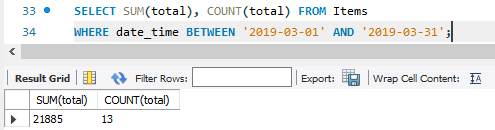 33 SELECT SUM(total), COUNT(total) FROM Items
34 WHERE date_time BETWEEN '2019-03-01' AND '2019-03-31';
Result Grid Filter Rows: Export: Wrap Cell Content:
SUM(total) COUNT(total)
21885 13